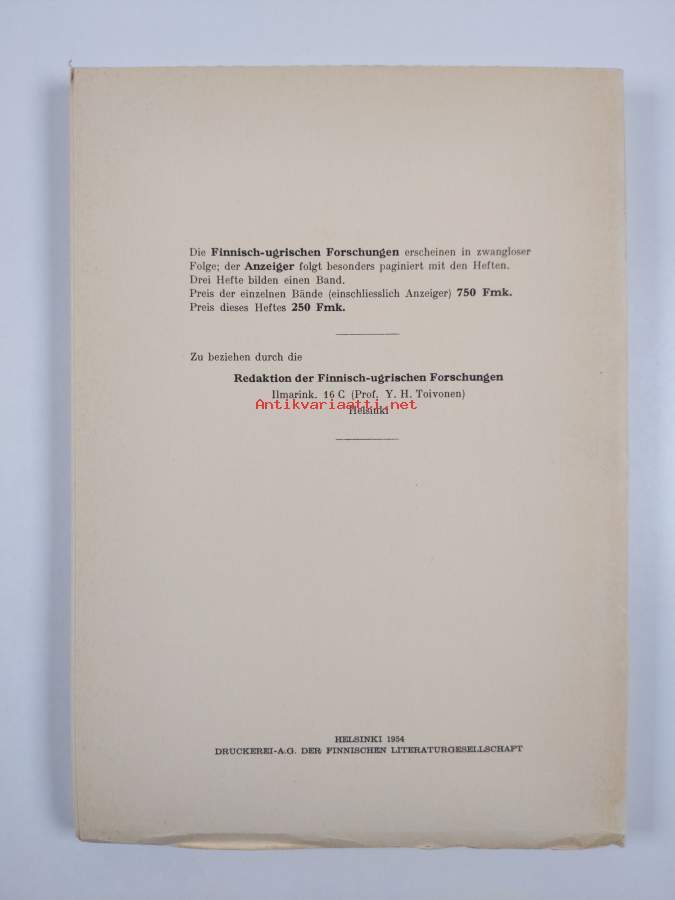 Die Finnisch-ugrischen Forschungen erscheinen in zwangloser
Folge; der Anzeiger folgt besonders paginiert mit den Heften.
Drei Hefte bilden einen Band.
Preis der einzelnen Bände (einschliesslich Anzeiger) 750 Fmk.
Preis dieses Heftes 250 Fmk.
Zu beziehen durch die
Redaktion der Finnisch-ugrischen Forschungen
Ilmarink. 16 C (Prof. Y. H. Toivonen)
Antikvariaatti.net
Helsinki
HELSINKI 1954
DRUCKEREI-A.G. DER FINNISCHEN LITERATURGESELLSCHAFT